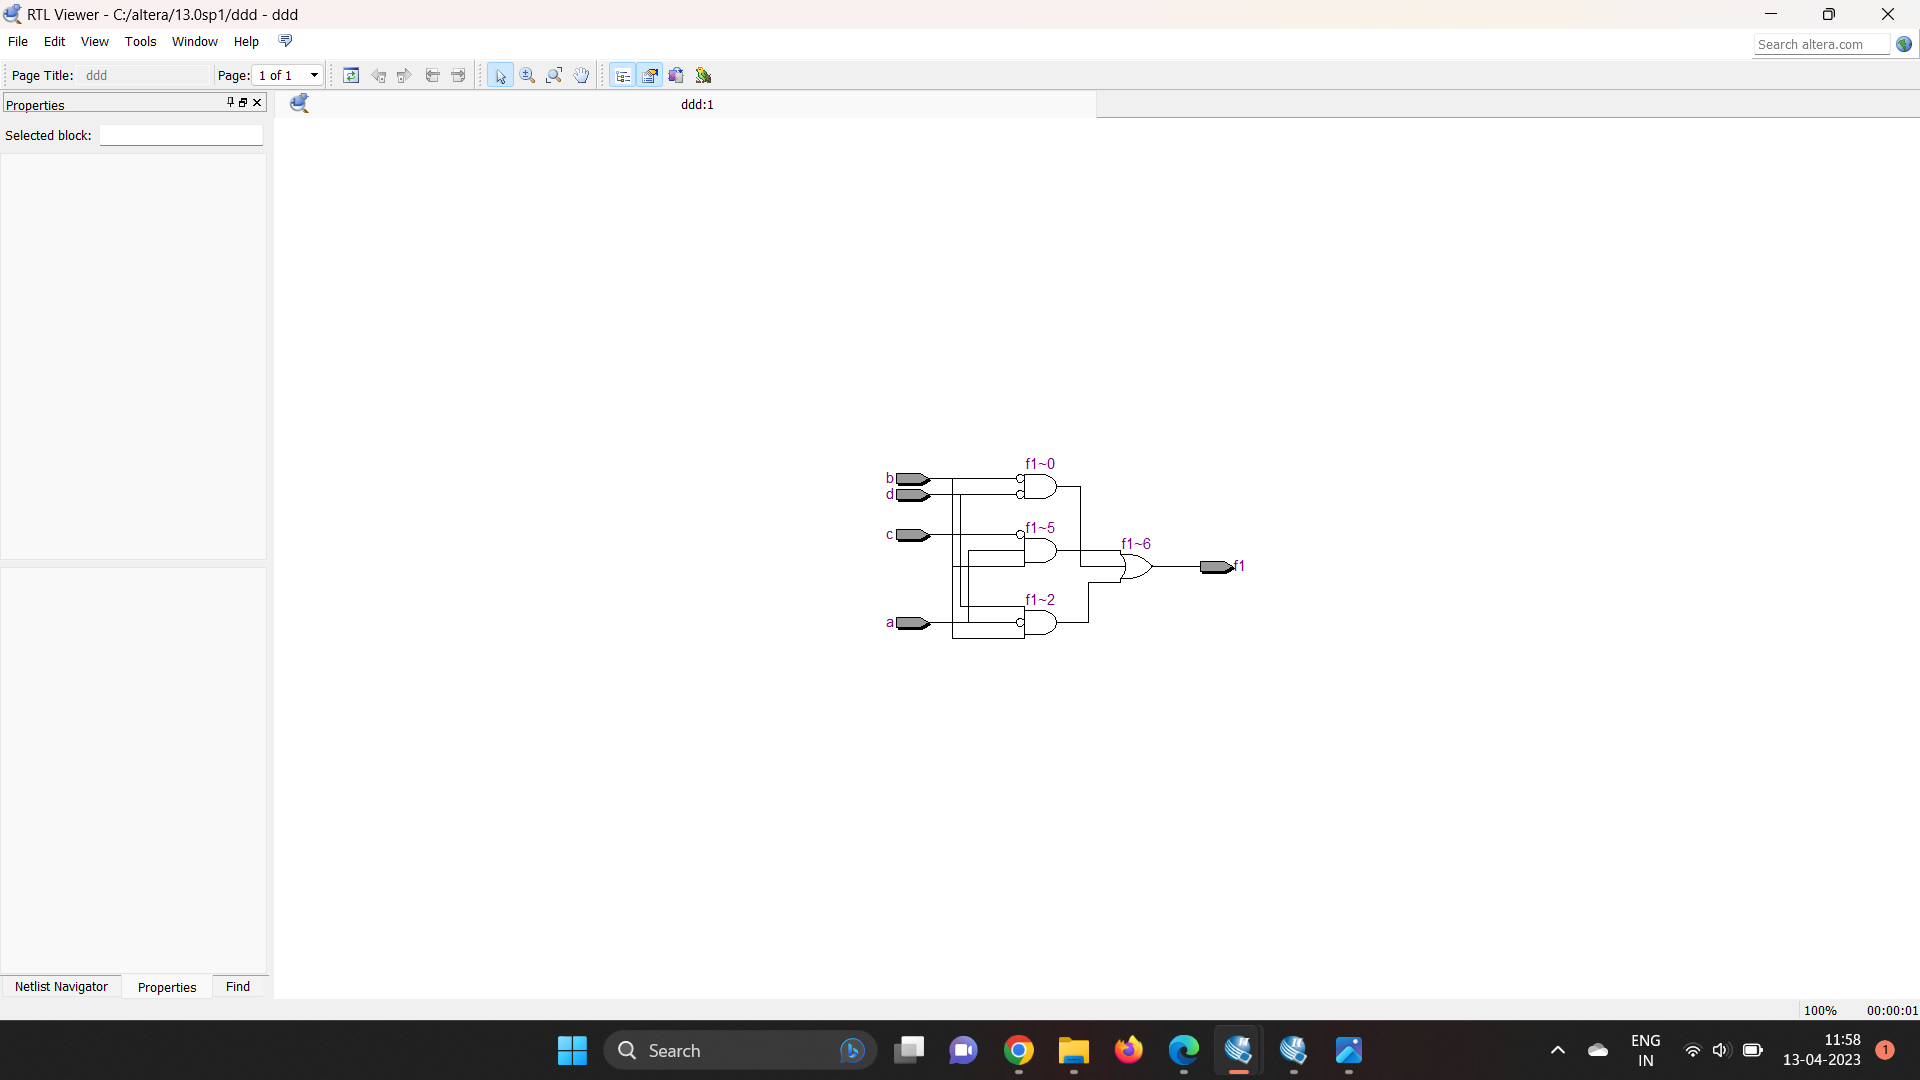 RTL Viewer - C:/altera/13.0sp1/ddd - ddd
File Edit View Tools Window Help
Search altera.com
Page Title: ddd Page: 1 of 1
Properties
ddd:1
Selected block:
f1~0
b
d
f1~5
c
f1~6
f1
f1~2
a
Netlist Navigator Properties Find
100% 00:00:01
Search
ENG
IN
11:58
13-04-2023
1